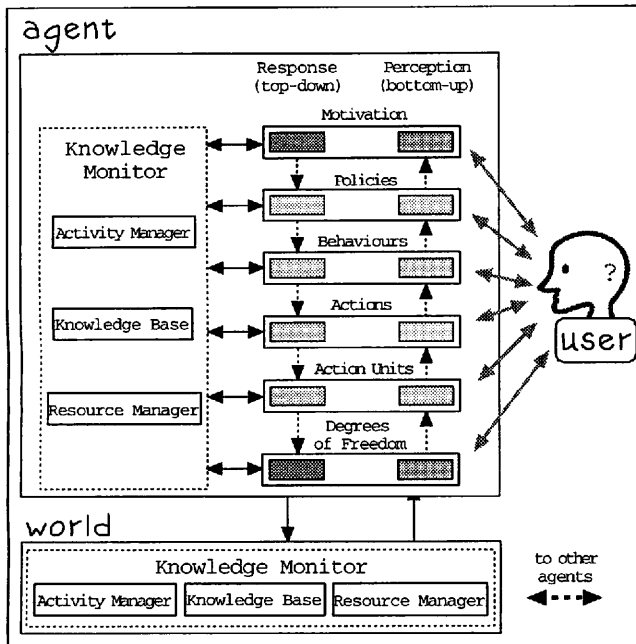 agent
Response Perception
(top-down) (bottom-up)
Motivation
Knowledge
Monitor
Policies
Activity Manager
Behaviours
?
Knowledge Base
Actions
user
Action Units
Resource Manager
Degrees
of Freedom
world
Knowledge Monitor
Activity Manager Knowledge Base Resource Manager
to other
agents